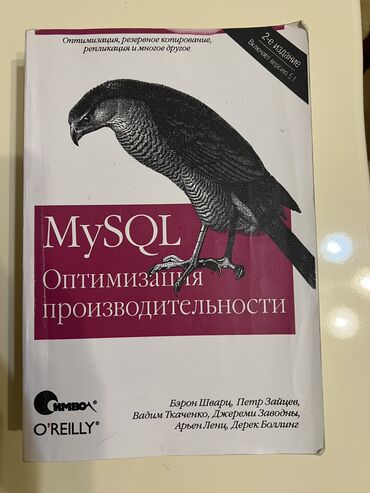 Оптимизация, резервное копирование,
репликация и многое другое
2-е издание
Включает версию 5.1
MySQL
Оптимизация
производительности
Бэрон Шварц, Петр Зайцев,
Вадим Ткаченко, Джереми Заводны,
Арьен Ленц, Дерек Боллинг
Символ®
O'REILLY®